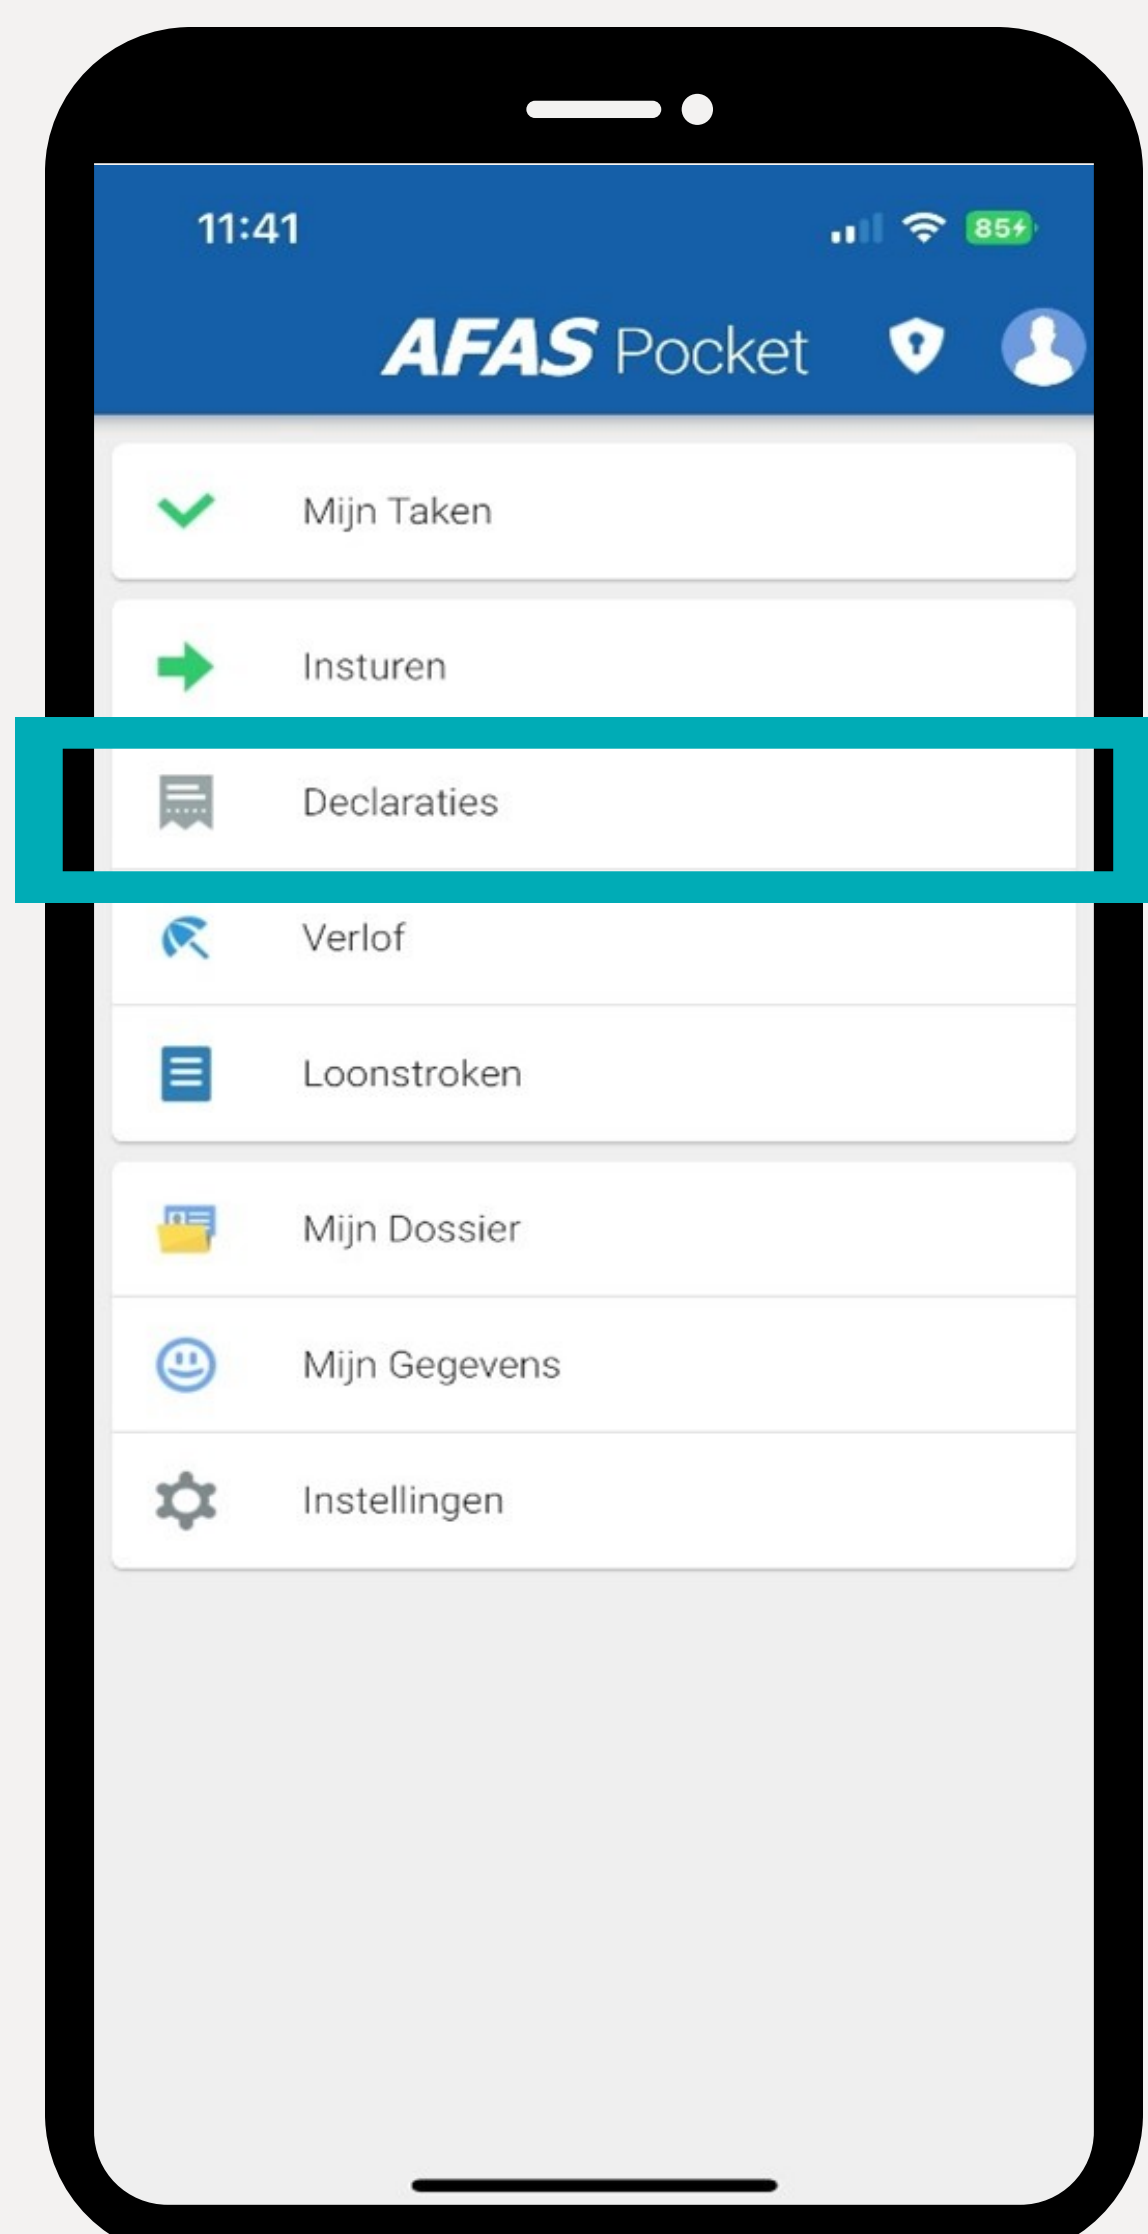 11:41
85
AFAS Pocket
Mijn Taken
Insturen
Declaraties
Verlof
Loonstroken
Mijn Dossier
Mijn Gegevens
Instellingen